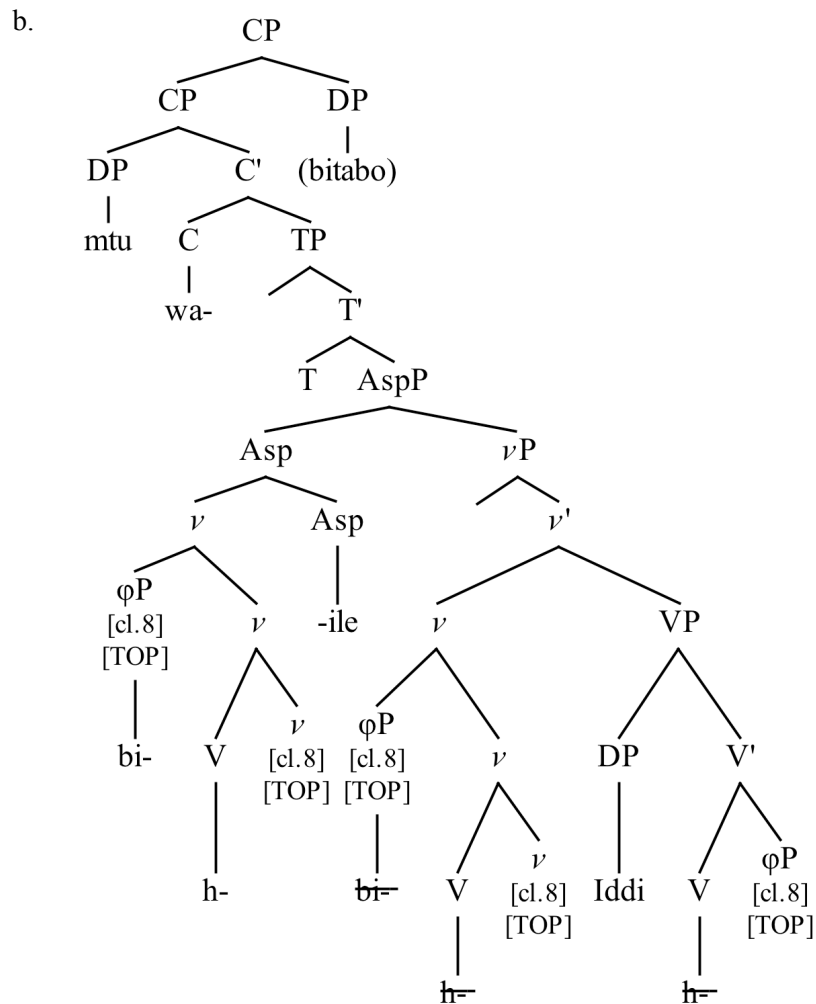 b.
CP
CP DP
DP C' (bitabo)
mtu C TP
wa- T'
T AspP
Asp νP
ν Asp ν'
φP ν -ile ν VP
[cl.8]
[TOP]
bi- V ν φP ν DP V'
[cl.8] [cl.8]
[TOP] [TOP]
h- bi- V ν Iddi V φP
[cl.8] [cl.8]
[TOP] [TOP]
h- h-